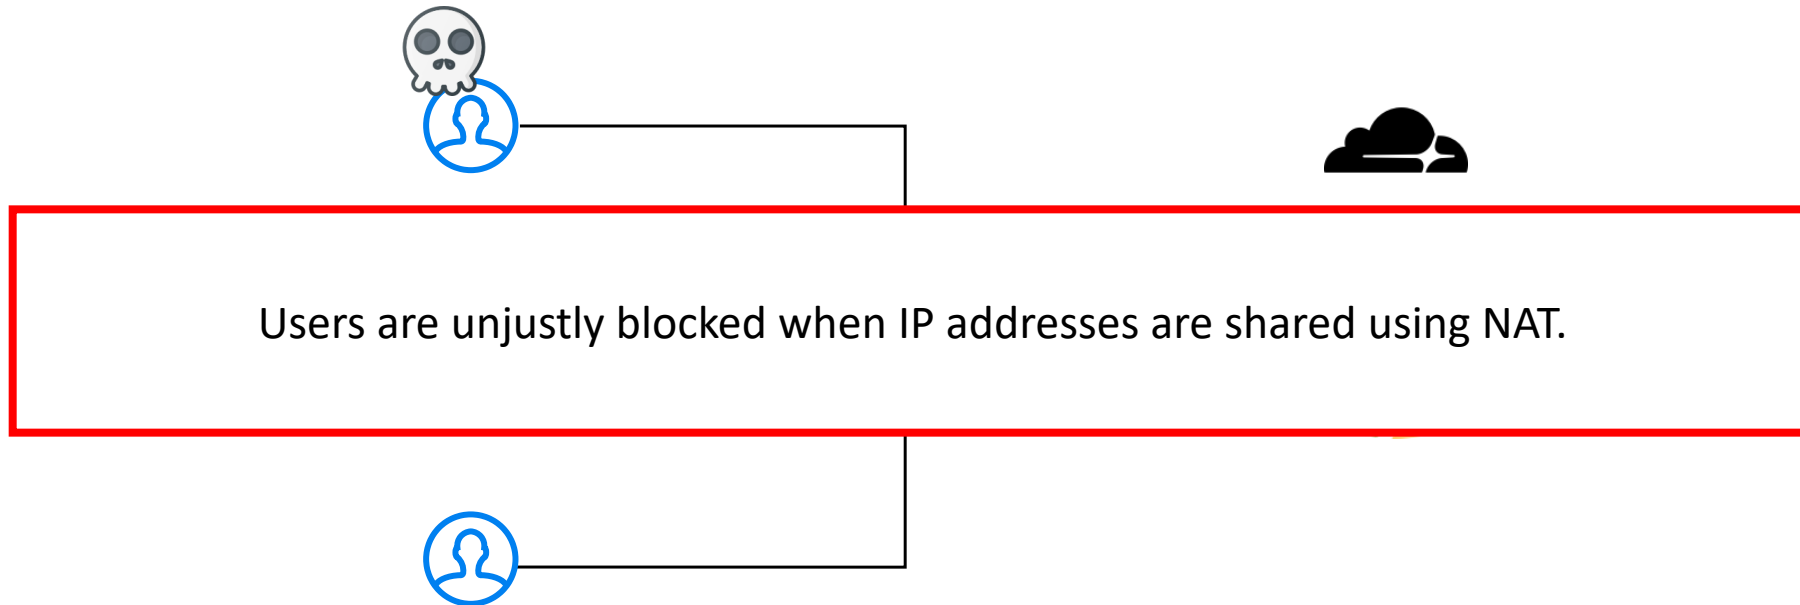 Users are unjustly blocked when IP addresses are shared using NAT.